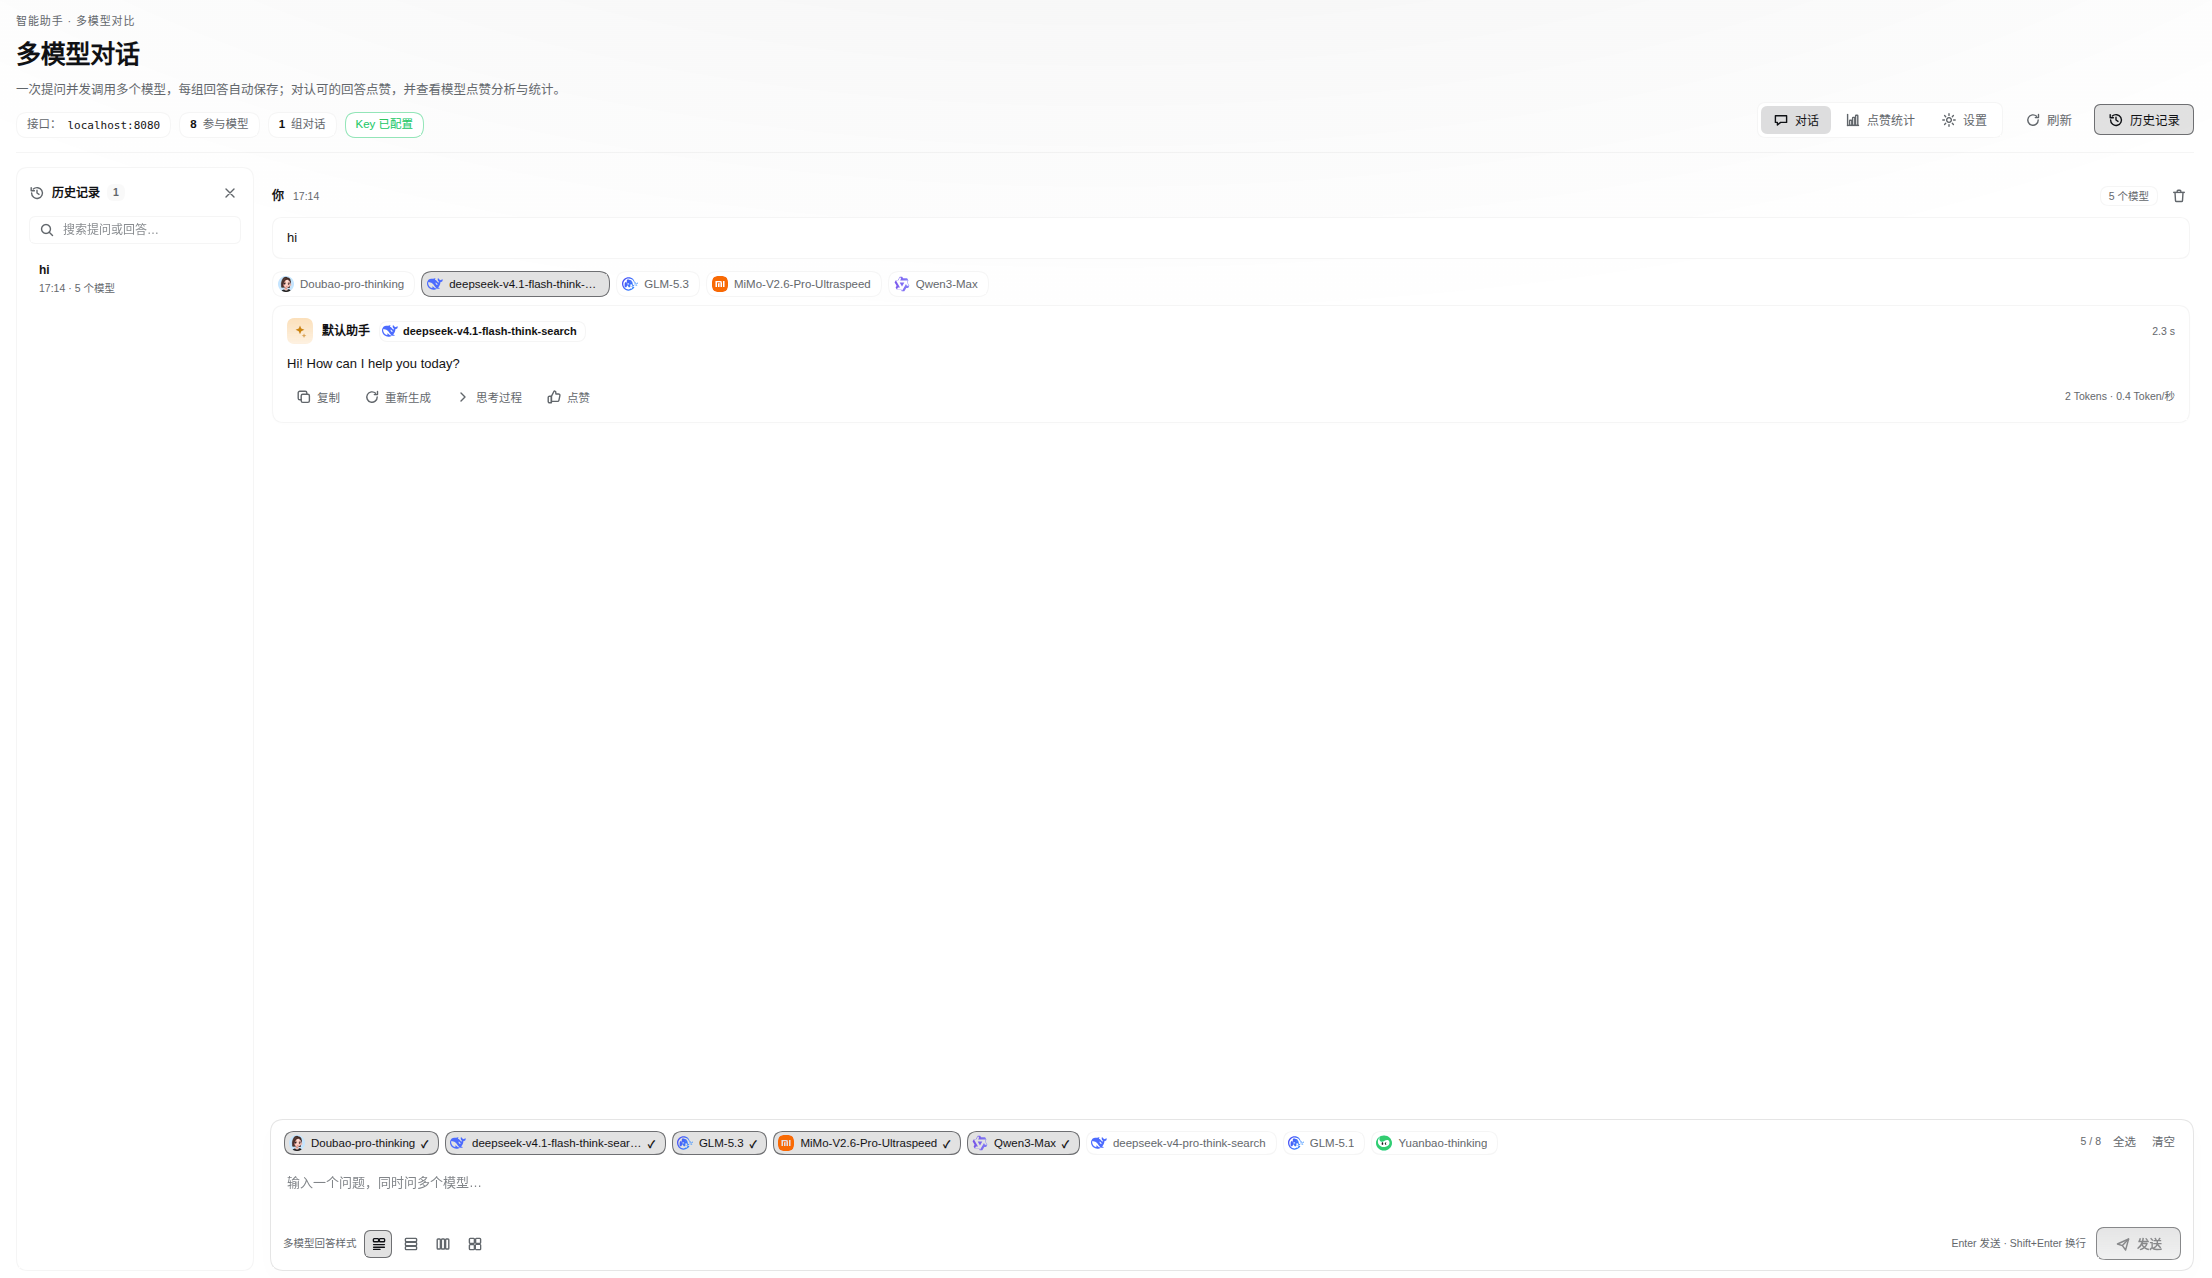 智能助手 · 多模型对比
多模型对话
一次提问并发调用多个模型，每组回答自动保存；对认可的回答点赞，并查看模型点赞分析与统计。
接口： localhost:8080 8 参与模型 1 组对话 Key 已配置
对话 点赞统计 设置 刷新 历史记录
历史记录 1
搜索提问或回答…
hi
17:14 · 5 个模型
你 17:14 5 个模型
hi
Doubao-pro-thinking deepseek-v4.1-flash-think-… GLM-5.3 MiMo-V2.6-Pro-Ultraspeed Qwen3-Max
默认助手 deepseek-v4.1-flash-think-search 2.3 s
Hi! How can I help you today?
复制 重新生成 思考过程 点赞 2 Tokens · 0.4 Token/秒
Doubao-pro-thinking ✓ deepseek-v4.1-flash-think-sear… ✓ GLM-5.3 ✓ MiMo-V2.6-Pro-Ultraspeed ✓ Qwen3-Max ✓ deepseek-v4-pro-think-search GLM-5.1 Yuanbao-thinking 5 / 8 全选 清空
输入一个问题，同时问多个模型…
多模型回答样式 Enter 发送 · Shift+Enter 换行 发送